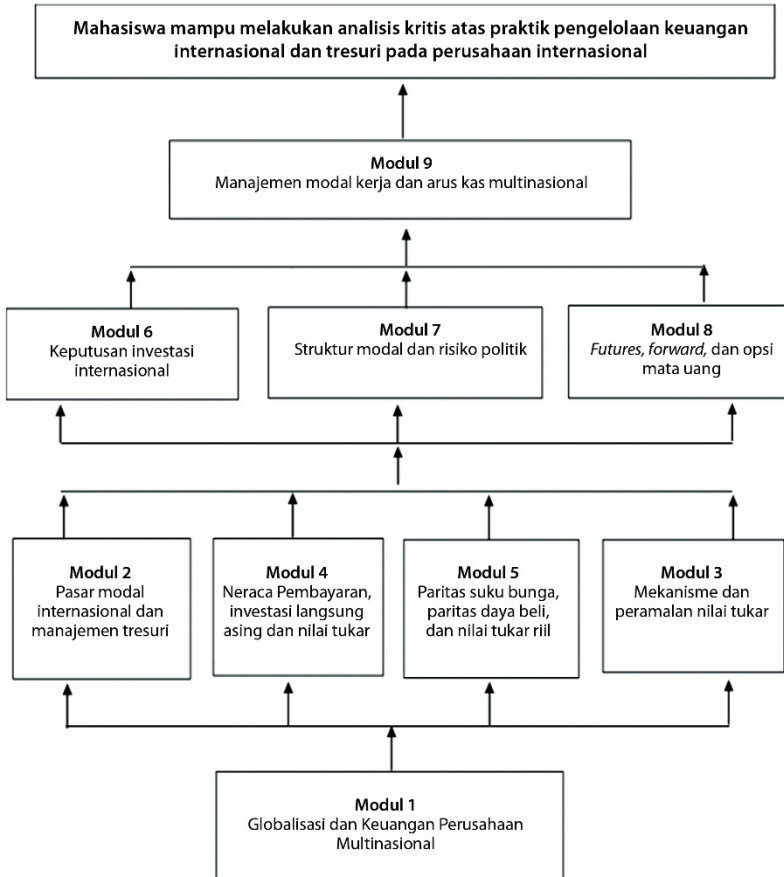 Mahasiswa mampu melakukan analisis kritis atas praktik pengelolaan keuangan
internasional dan tresuri pada perusahaan internasional
Modul 9
Manajemen modal kerja dan arus kas multinasional
Modul 6
Keputusan investasi
internasional
Modul 7
Struktur modal dan risiko politik
Modul 8
Futures, forward, dan opsi
mata uang
Modul 2
Pasar modal
internasional dan
manajemen tresuri
Modul 4
Neraca Pembayaran,
investasi langsung
asing dan nilai tukar
Modul 5
Paritas suku bunga,
paritas daya beli,
dan nilai tukar riil
Modul 3
Mekanisme dan
peramalan nilai tukar
Modul 1
Globalisasi dan Keuangan Perusahaan
Multinasional